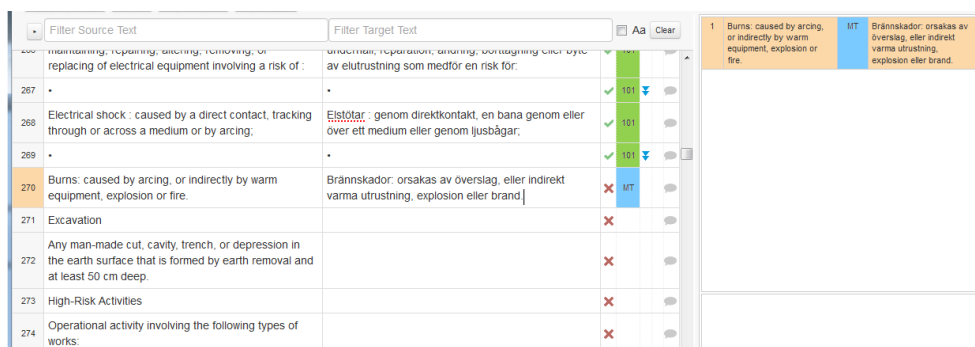 Filter Source Text Filter Target Text Aa Clear
maintaining, repairing, altering, removing, or
replacing of electrical equipment involving a risk of :
underhåll, reparation, ändring, borttagning eller byte
av elutrustning som medför en risk för:
267 • • 101
268 Electrical shock : caused by a direct contact, tracking
through or across a medium or by arcing;
Elstötar : genom direktkontakt, en bana genom eller
över ett medium eller genom ljusbågar;
101
269 • • 101
270 Burns: caused by arcing, or indirectly by warm
equipment, explosion or fire.
Brännskador: orsakas av överslag, eller indirekt
varma utrustning, explosion eller brand.
MT
271 Excavation
272 Any man-made cut, cavity, trench, or depression in
the earth surface that is formed by earth removal and
at least 50 cm deep.
273 High-Risk Activities
274 Operational activity involving the following types of
works:
1 Burns: caused by arcing,
or indirectly by warm
equipment, explosion or
fire.
MT
Brännskador: orsakas av
överslag, eller indirekt
varma utrustning,
explosion eller brand.